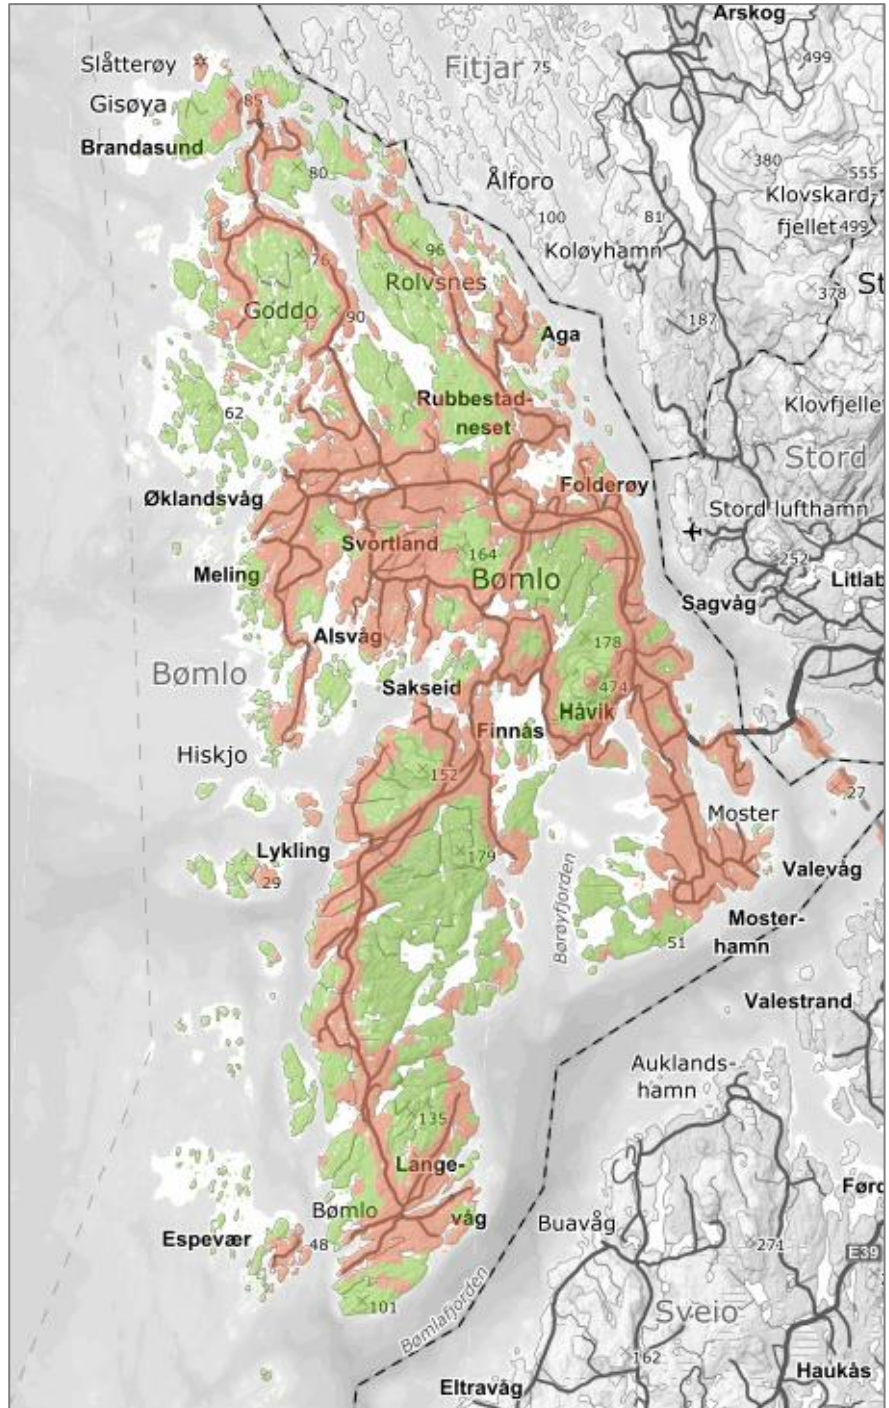 Arskog
Slåtterøy
Fitjar
75
499
Gisøya
85
Brandasund
380
555
80
Ålforo
Klovskard-
100
81
fjellet
499
Koløyhamn
96
76
Rolvsnes
378
St
Goddo
90
187
Aga
Rubbestad-
neset
62
Klovfjelle
Stord
Folderøy
Øklandsvåg
Stord lufthamn
Svortland
164
252
Meling
Bømlo
Litlab
Sagvåg
Alsvåg
178
Bømlo
Sakseid
474
Håvik
Finnås
Hiskjo
152
27
Moster
Lykling
179
29
Valevåg
Børøyfjorden
Moster-
hamn
51
Valestrand
Auklands-
hamn
135
Lange-
våg
Bømlo
Førd
Buavåg
Espevær
48
271
E39
Bømlafjorden
101
Sveio
162
Haukås
Eltravåg